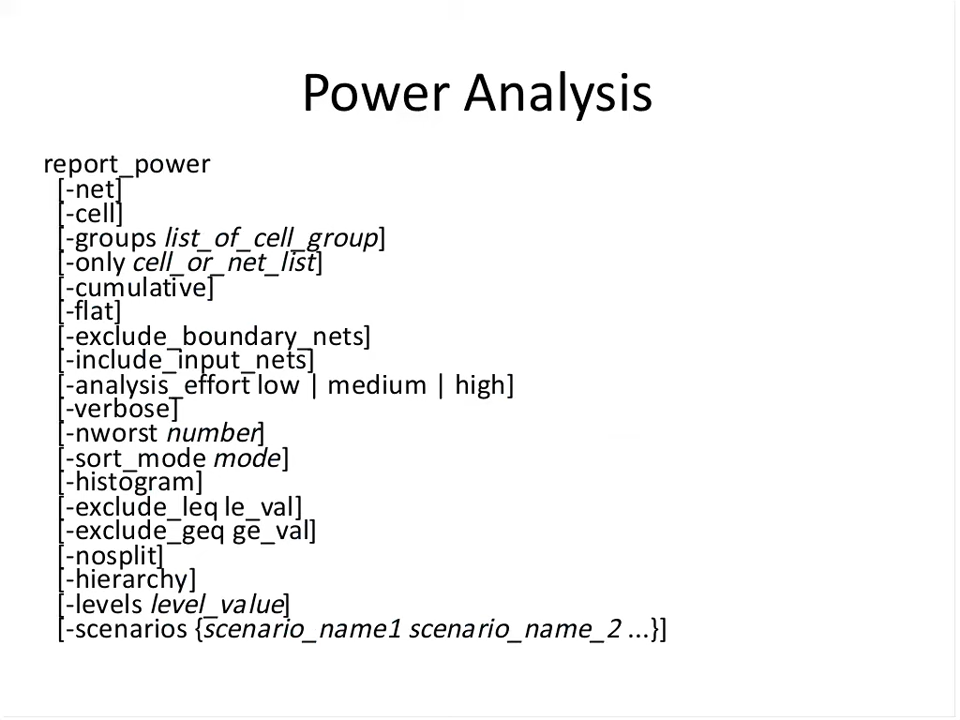 Power Analysis
report_power
[-net]
[-cell]
[-groups list_of_cell_group]
[-only cell_or_net_list]
[-cumulative]
[-flat]
[-exclude_boundary_nets]
[-include_input_nets]
[-analysis_effort low | medium | high]
[-verbose]
[-nworst number]
[-sort_mode mode]
[-histogram]
[-exclude_leq le_val]
[-exclude_geq ge_val]
[-nosplit]
[-hierarchy]
[-levels level_value]
[-scenarios {scenario_name1 scenario_name_2 ...}]